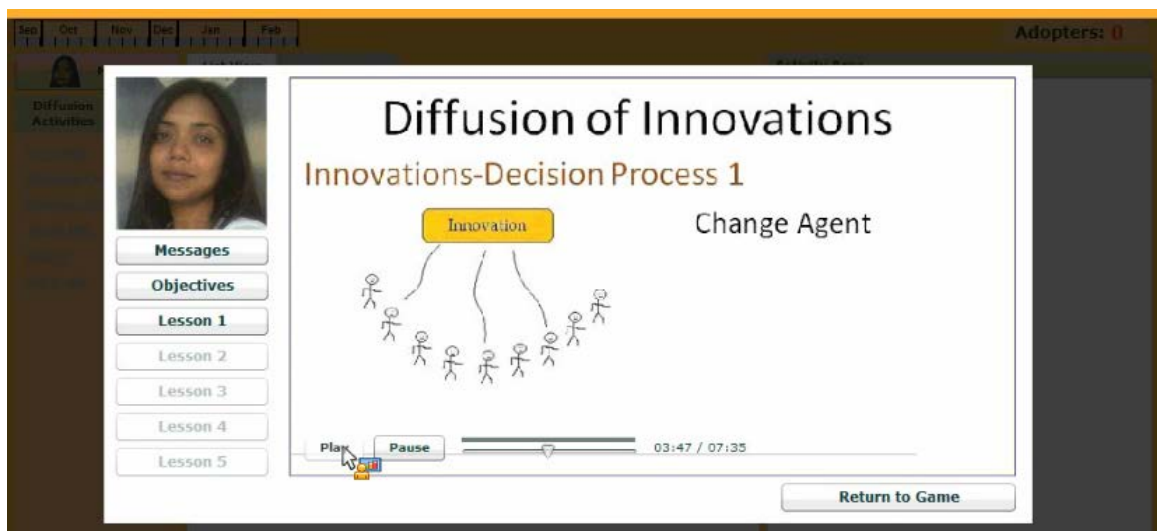 Sep Oct Nov Dec Jan Feb
Adopters: 0
Diffusion
Activities
Diffusion of Innovations
Innovations-Decision Process 1
Innovation
Change Agent
Messages
Objectives
Lesson 1
Lesson 2
Lesson 3
Lesson 4
Lesson 5
Play
Pause
03:47 / 07:35
Return to Game